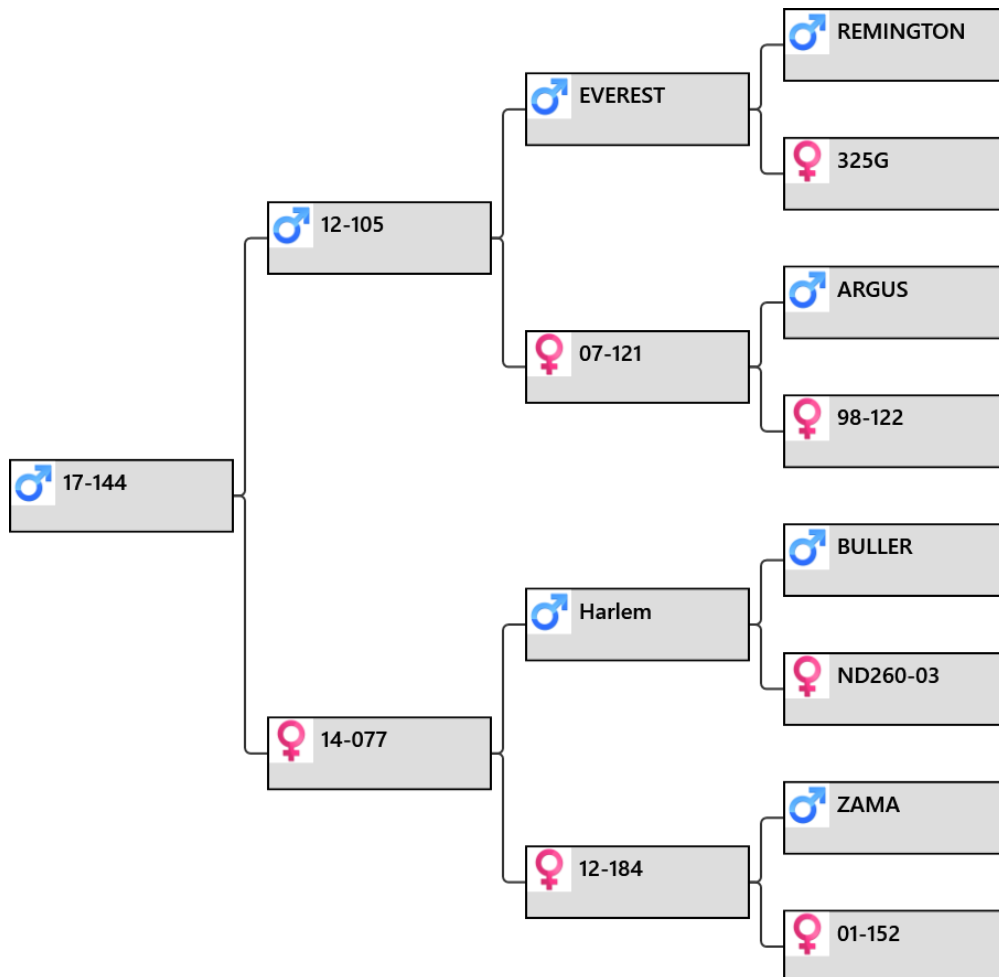 REMINGTON
EVEREST
325G
12-105
ARGUS
07-121
98-122
17-144
BULLER
Harlem
ND260-03
14-077
ZAMA
12-184
01-152